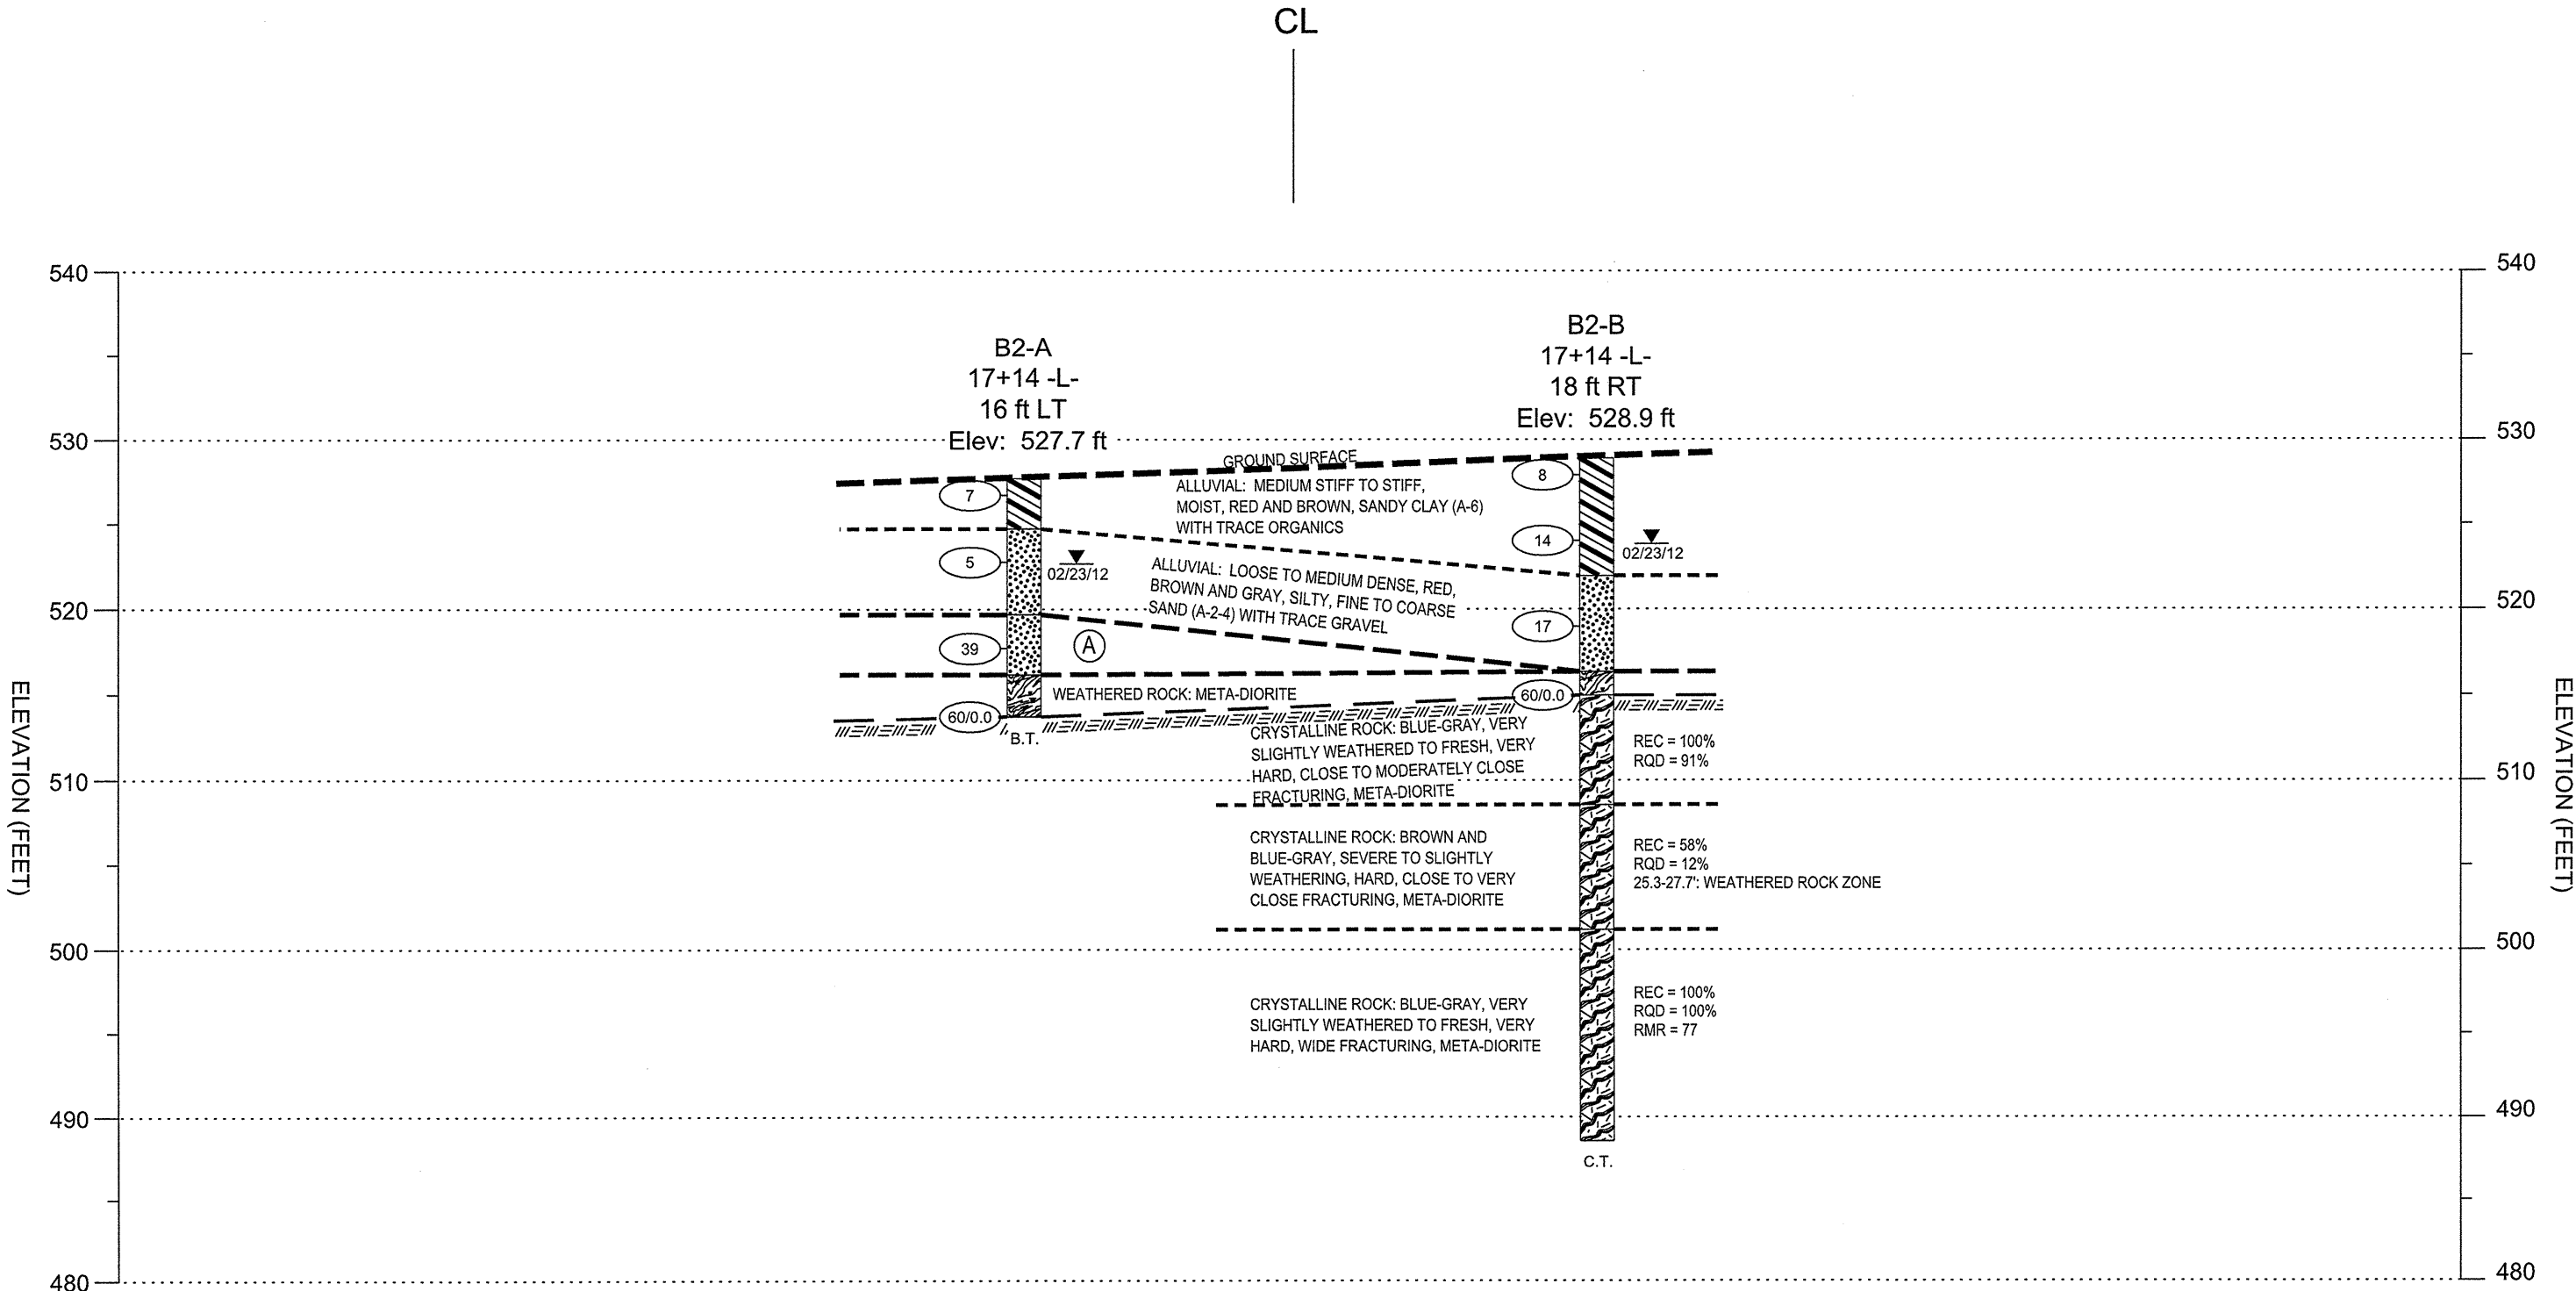 CL
540
540
B2-A
17+14 -L-
16 ft LT
Elev: 527.7 ft
B2-B
17+14 -L-
18 ft RT
Elev: 528.9 ft
530
530
GROUND SURFACE
7
8
ALLUVIAL: MEDIUM STIFF TO STIFF,
MOIST, RED AND BROWN, SANDY CLAY (A-6)
WITH TRACE ORGANICS
14
02/23/12
5
02/23/12
ALLUVIAL: LOOSE TO MEDIUM DENSE, RED,
BROWN AND GRAY, SILTY, FINE TO COARSE
SAND (A-2-4) WITH TRACE GRAVEL
520
520
17
39
A
WEATHERED ROCK: META-DIORITE
60/0.0
60/0.0
B.T.
CRYSTALLINE ROCK: BLUE-GRAY, VERY
SLIGHTLY WEATHERED TO FRESH, VERY
HARD, CLOSE TO MODERATELY CLOSE
FRACTURING, META-DIORITE
REC = 100%
RQD = 91%
510
510
ELEVATION (FEET)
ELEVATION (FEET)
CRYSTALLINE ROCK: BROWN AND
BLUE-GRAY, SEVERE TO SLIGHTLY
WEATHERING, HARD, CLOSE TO VERY
CLOSE FRACTURING, META-DIORITE
REC = 58%
RQD = 12%
25.3-27.7': WEATHERED ROCK ZONE
500
500
CRYSTALLINE ROCK: BLUE-GRAY, VERY
SLIGHTLY WEATHERED TO FRESH, VERY
HARD, WIDE FRACTURING, META-DIORITE
REC = 100%
RQD = 100%
RMR = 77
490
490
C.T.
480
480